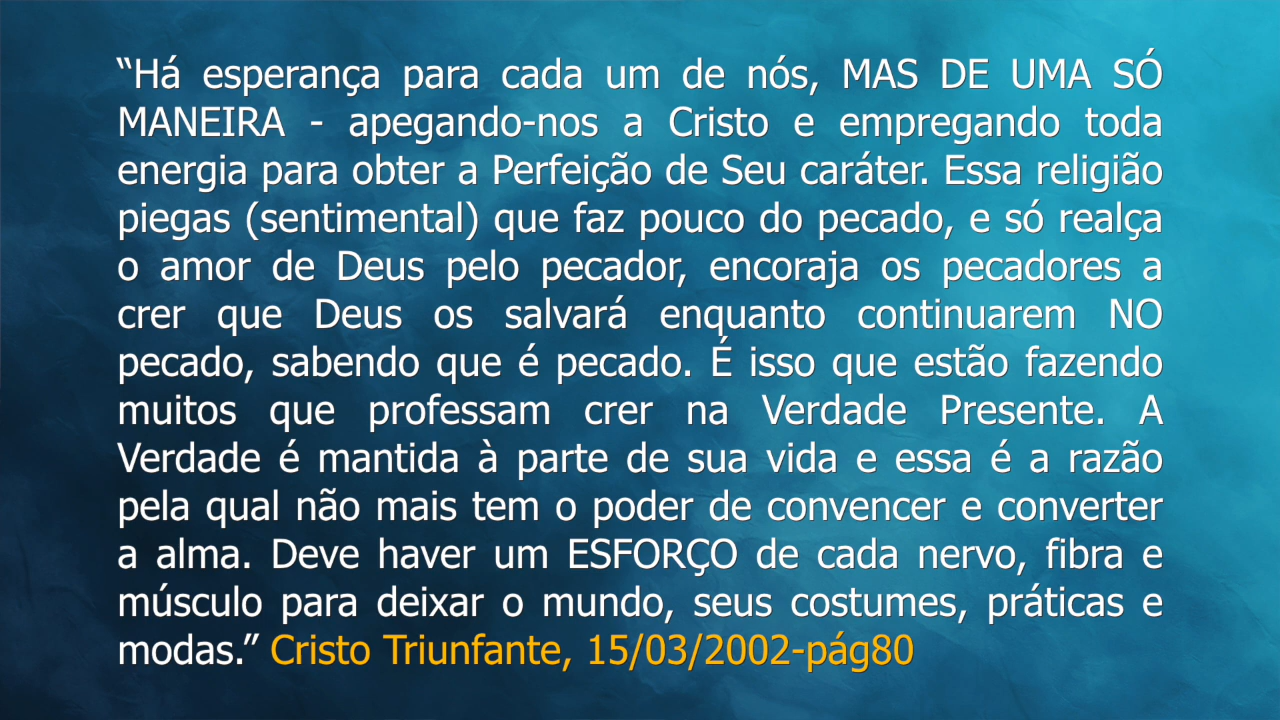 “Há esperança para cada um de nós, MAS DE UMA SÓ
MANEIRA - apegando-nos a Cristo e empregando toda
energia para obter a Perfeição de Seu caráter. Essa religião
piegas (sentimental) que faz pouco do pecado, e só realça
o amor de Deus pelo pecador, encoraja os pecadores a
crer que Deus os salvará enquanto continuarem NO
pecado, sabendo que é pecado. É isso que estão fazendo
muitos que professam crer na Verdade Presente. A
Verdade é mantida à parte de sua vida e essa é a razão
pela qual não mais tem o poder de convencer e converter
a alma. Deve haver um ESFORÇO de cada nervo, fibra e
músculo para deixar o mundo, seus costumes, práticas e
modas.” Cristo Triunfante, 15/03/2002-pág80